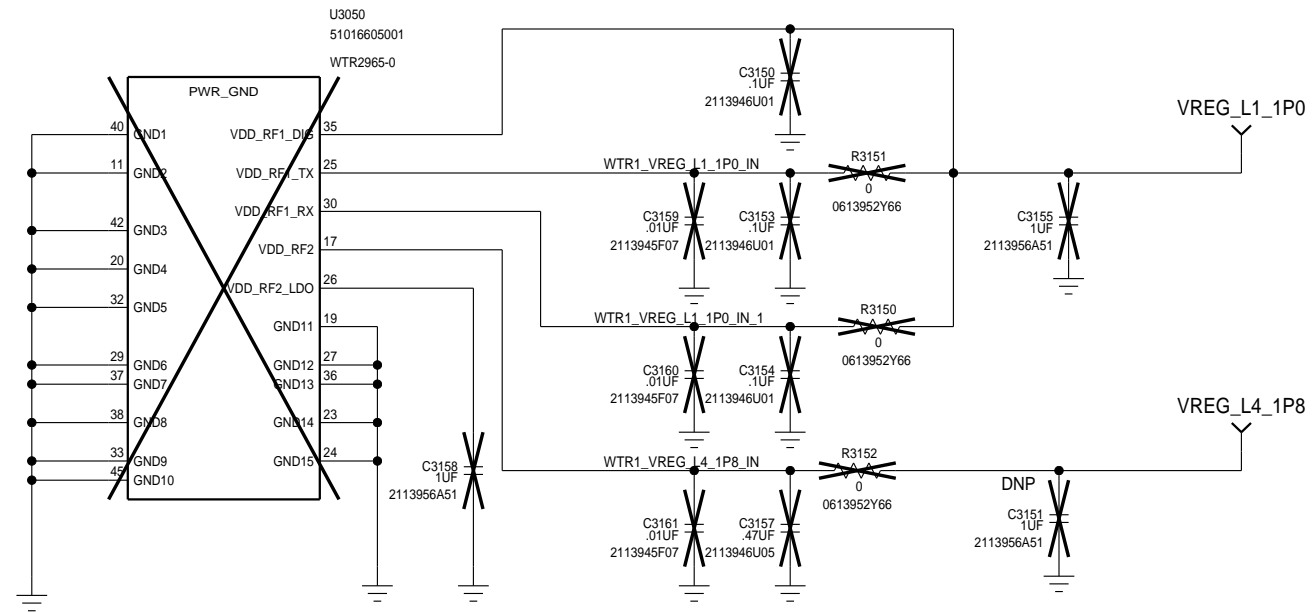 U3050
51016605001
WTR2965-0
PWR_GND
40 GND1
11 GND2
42 GND3
20 GND4
32 GND5
29 GND6
37 GND7
38 GND8
33 GND9
45 GND10
VDD_RF1_DIG 35
VDD_RF1_TX 25
VDD_RF1_RX 30
VDD_RF2 17
VDD_RF2_LDO 26
GND11 19
GND12 27
GND13 36
GND14 23
GND15 24
C3158
1UF
2113956A51
C3150
.1UF
2113946U01
WTR1_VREG_L1_1P0_IN
C3159
.01UF
2113945F07
C3153
.1UF
2113946U01
R3151
0
0613952Y66
VREG_L1_1P0
C3155
1UF
2113956A51
WTR1_VREG_L1_1P0_IN_1
C3160
.01UF
2113945F07
C3154
.1UF
2113946U01
R3150
0
0613952Y66
WTR1_VREG_L4_1P8_IN
C3161
.01UF
2113945F07
C3157
.47UF
2113946U05
R3152
0
0613952Y66
VREG_L4_1P8
DNP
C3151
1UF
2113956A51